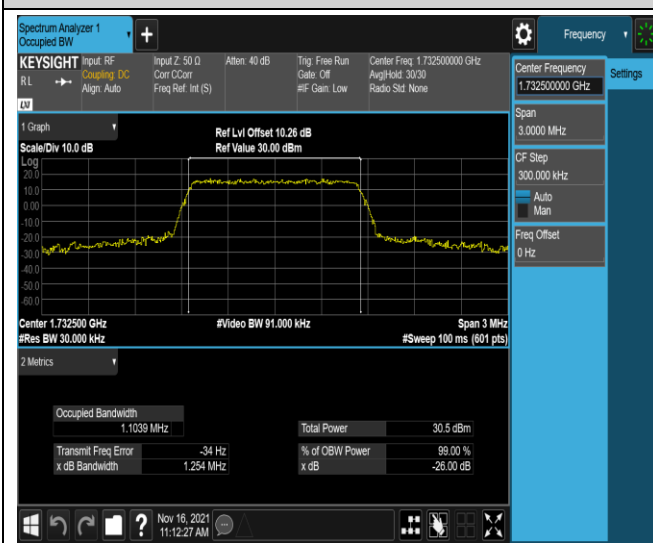 Spectrum Analyzer 1
Occupied BW
Frequency
KEYSIGHT
RL
Input: RF
Coupling: DC
Align: Auto
Input Z: 50 Ω
Corr CCorr
Freq Ref: Int (S)
Atten: 40 dB
Trig: Free Run
Gate: Off
#IF Gain: Low
Center Freq: 1.732500000 GHz
Avg|Hold: 30/30
Radio Std: None
LXI
Center Frequency
1.732500000 GHz
Settings
Span
3.0000 MHz
CF Step
300.000 kHz
Auto
Man
Freq Offset
0 Hz
1 Graph
Scale/Div 10.0 dB
Ref Lvl Offset 10.26 dB
Ref Value 30.00 dBm
Log
20.0
10.0
0.00
-10.0
-20.0
-30.0
-40.0
-50.0
-60.0
Center 1.732500 GHz
#Video BW 91.000 kHz
Span 3 MHz
#Res BW 30.000 kHz
#Sweep 100 ms (601 pts)
2 Metrics
Occupied Bandwidth
1.1039 MHz
Total Power
30.5 dBm
Transmit Freq Error
-34 Hz
% of OBW Power
99.00 %
x dB Bandwidth
1.254 MHz
x dB
-26.00 dB
Nov 16, 2021
11:12:27 AM